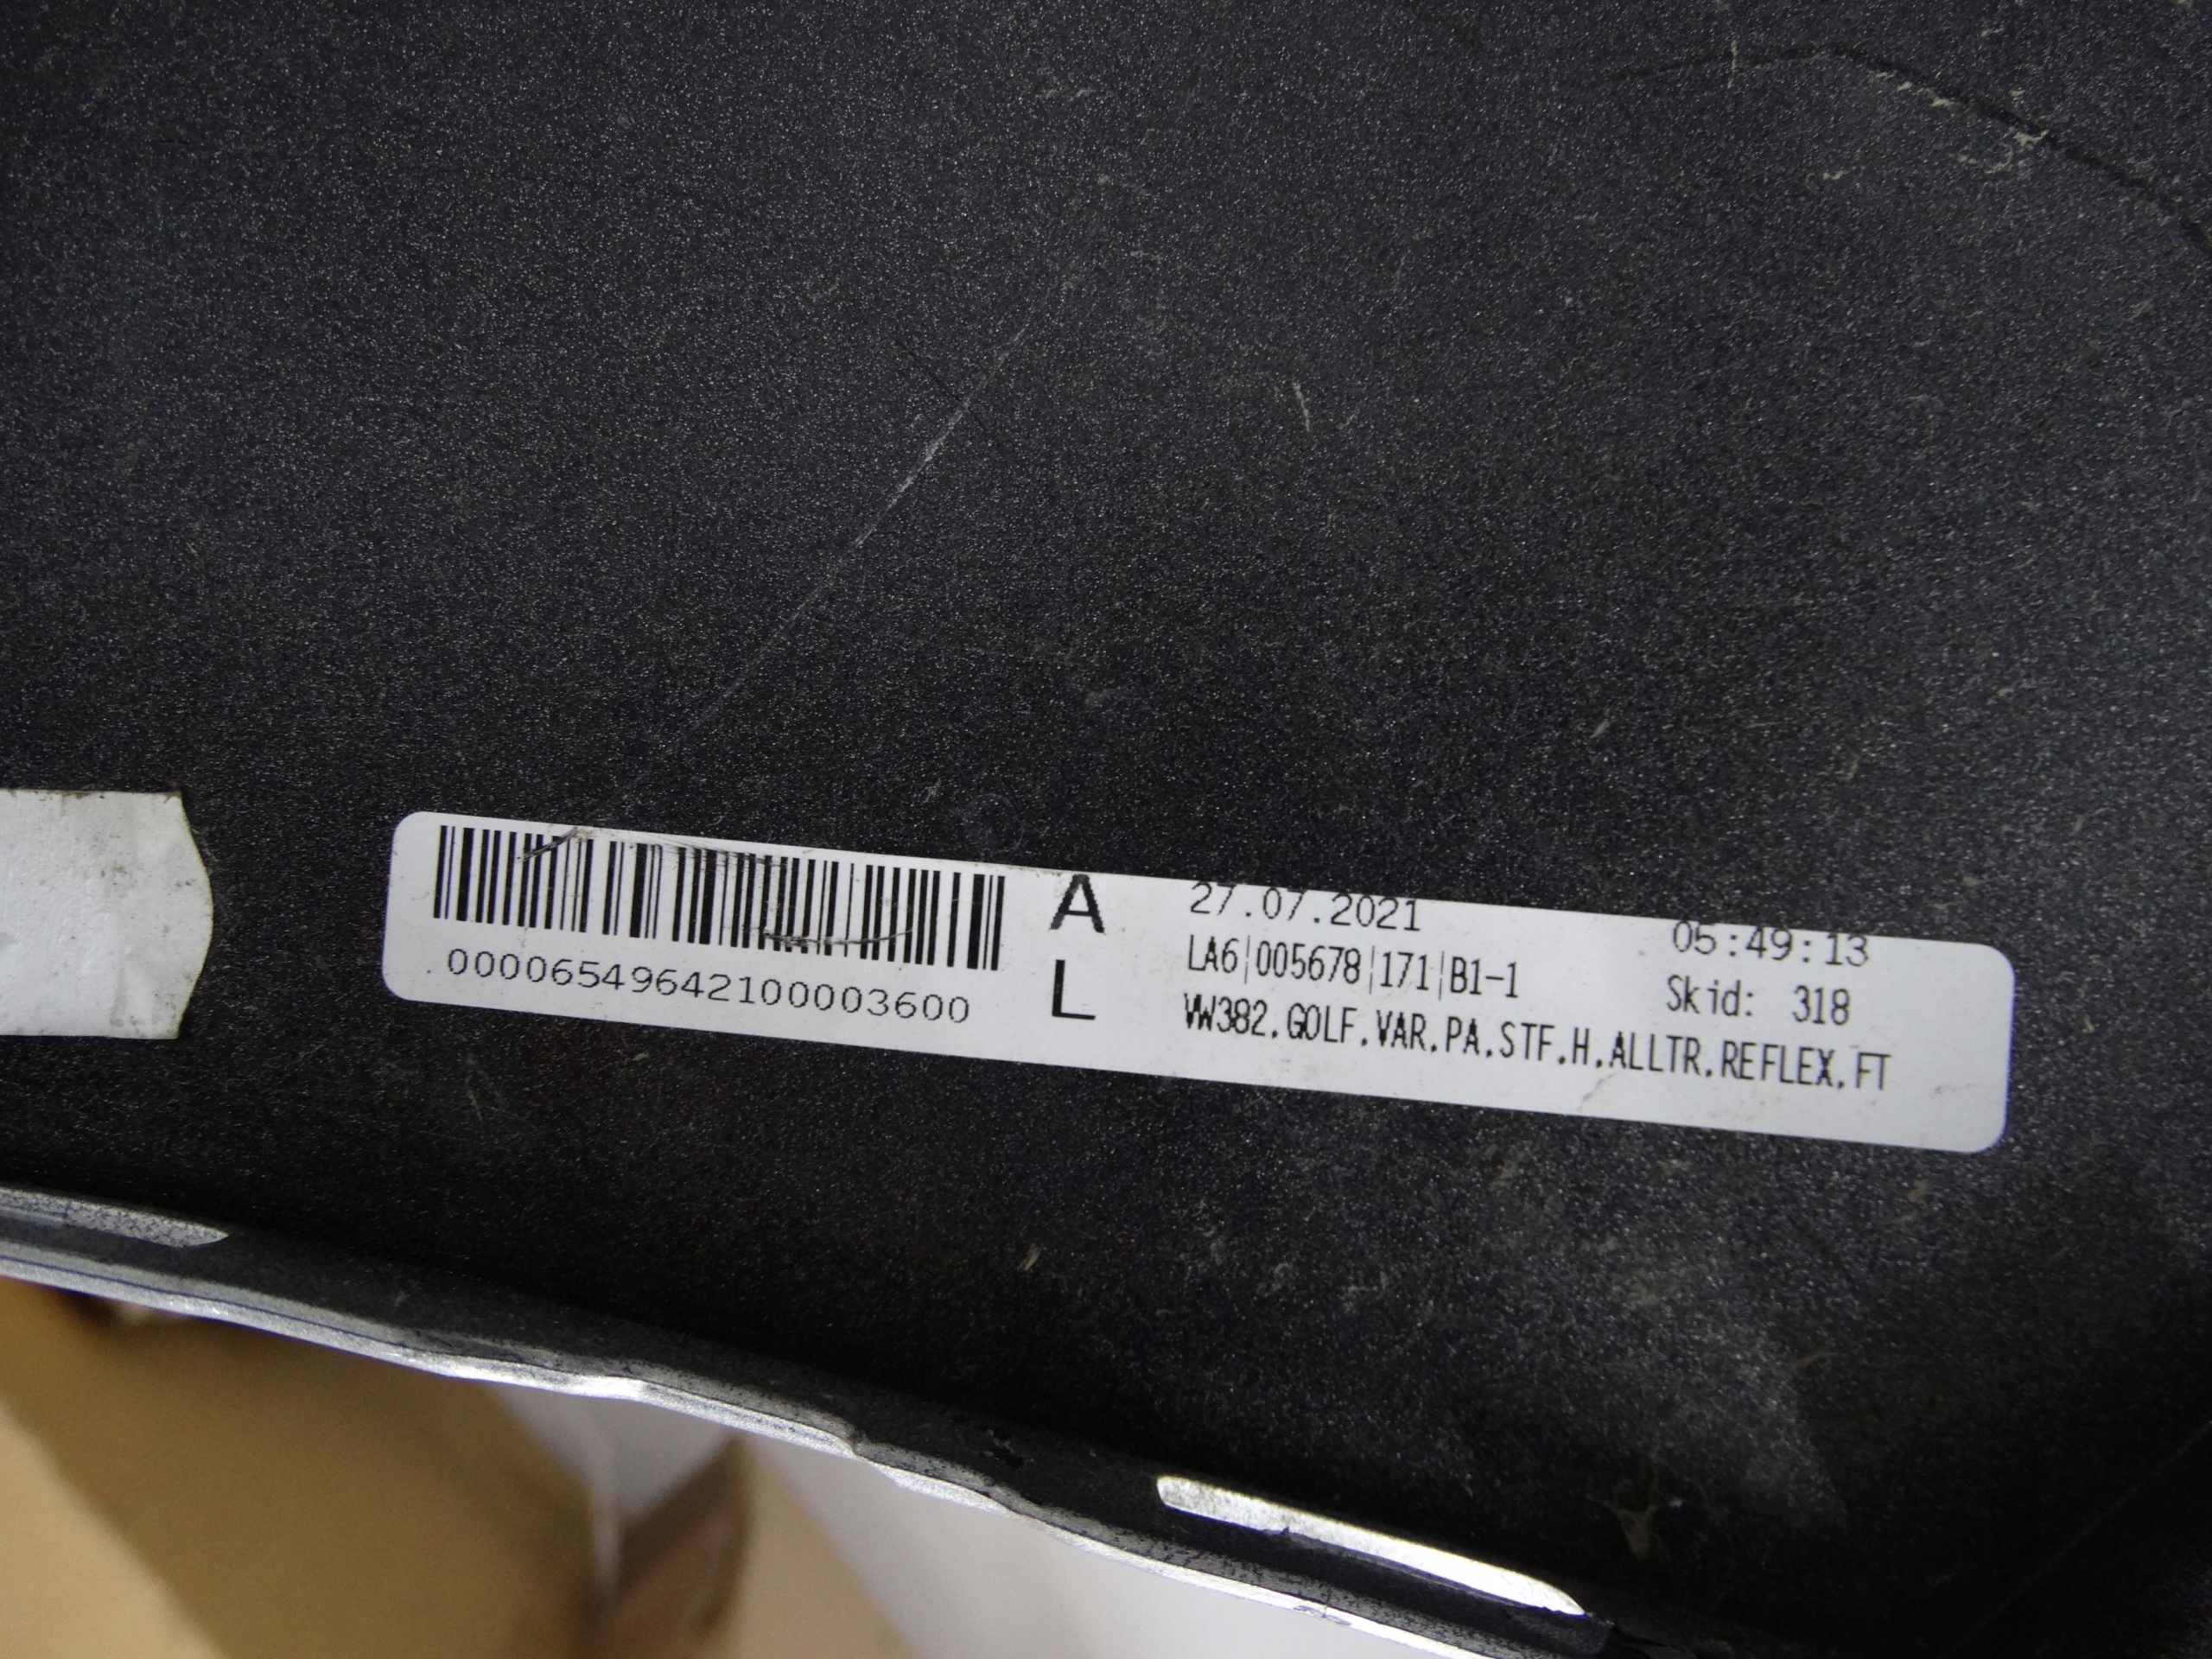 00006549642100003600
A
L
27.07.2021 05:49:13
LA6|005678|171|B1-1 Skid: 318
VW382.GOLF.VAR.PA.STF.H.ALLTR.REFLEX.FT